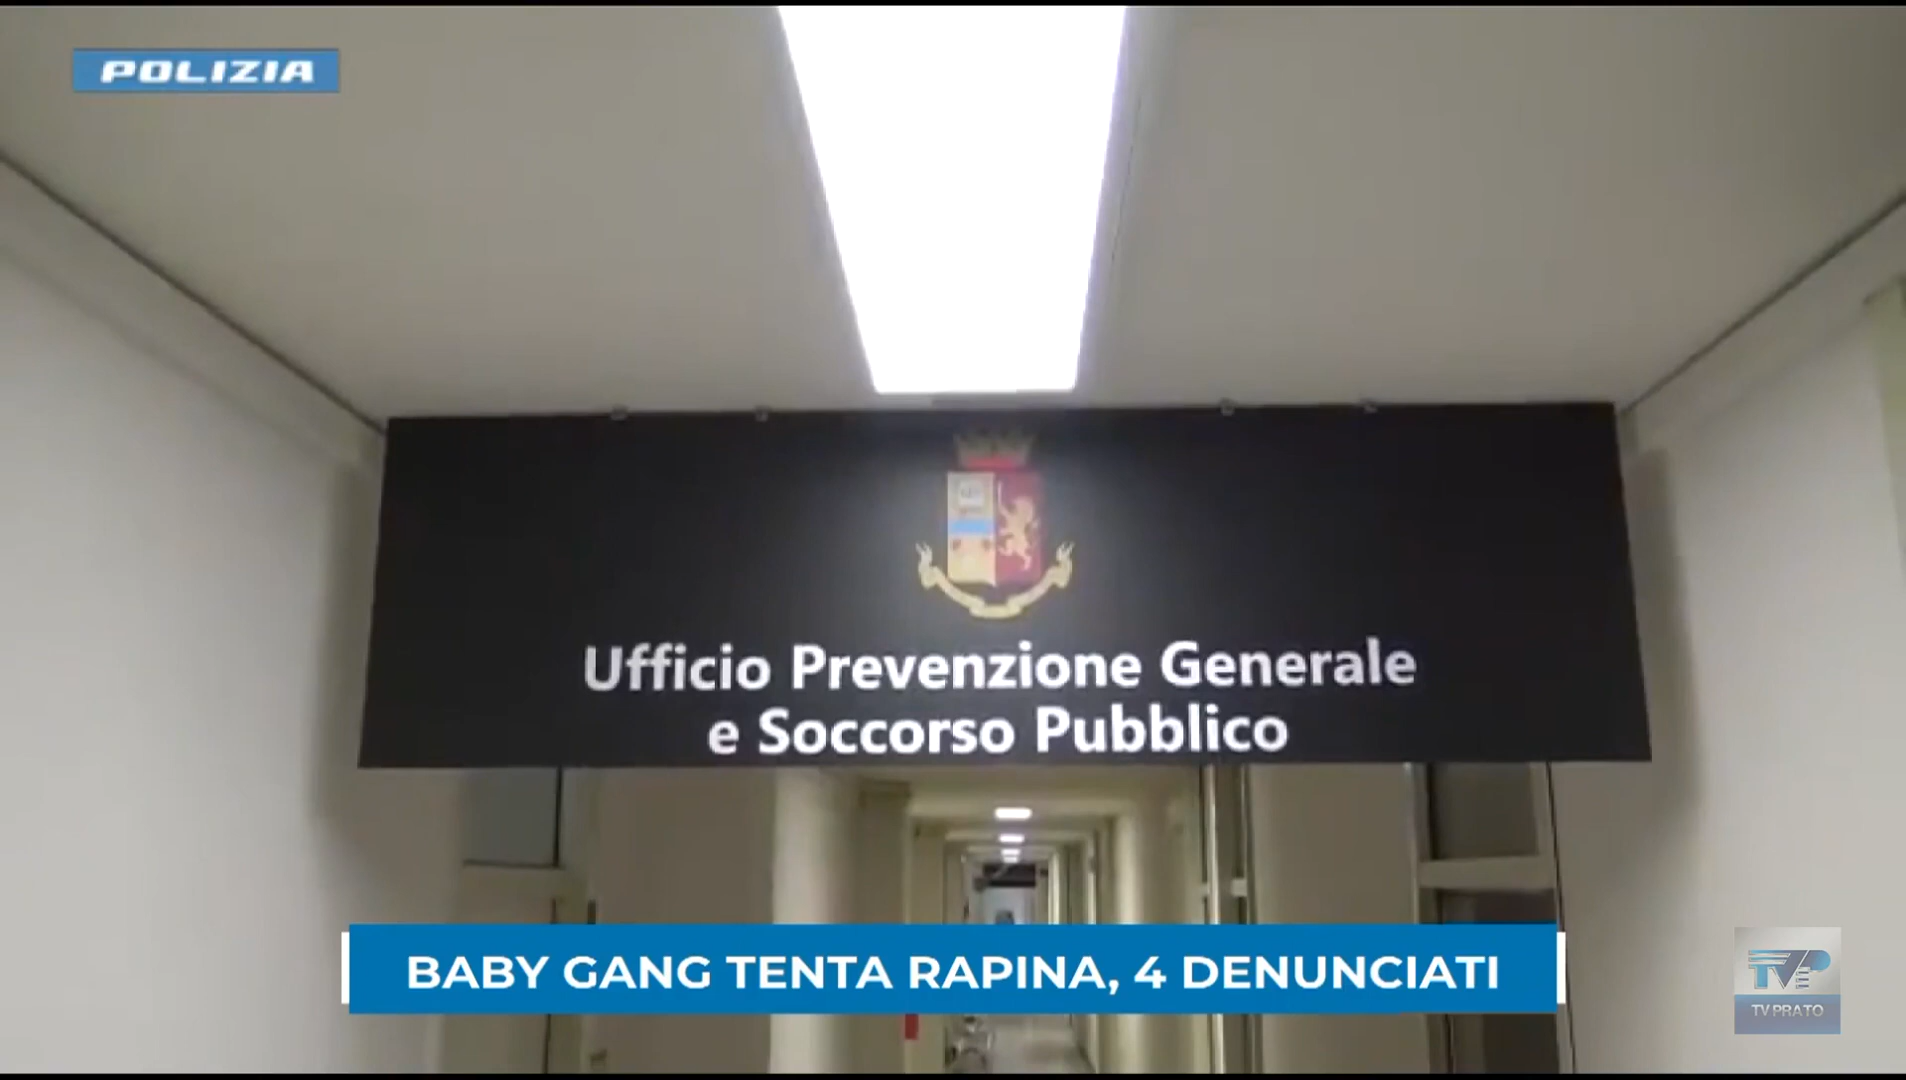 POLIZIA
Ufficio Prevenzione Generale
e Soccorso Pubblico
BABY GANG TENTA RAPINA, 4 DENUNCIATI
TV PRATO